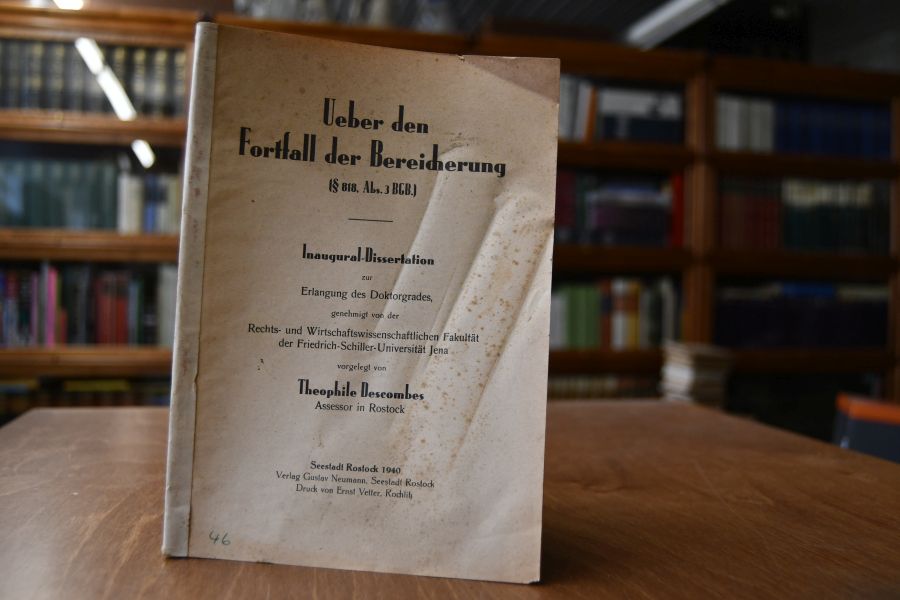 Ueber den
Fortfall der Bereicherung
(§ 818, Abs. 3 BGB.)
Inaugural-Dissertation
zur
Erlangung des Doktorgrades,
genehmigt von der
Rechts- und Wirtschaftswissenschaftlichen Fakultät
der Friedrich-Schiller-Universität Jena
vorgelegt von
Theophile Descombes
Assessor in Rostock
Seestadt Rostock 1940
Verlag Gustav Neumann, Seestadt Rostock
Druck von Ernst Vetter, Rochlitz
46